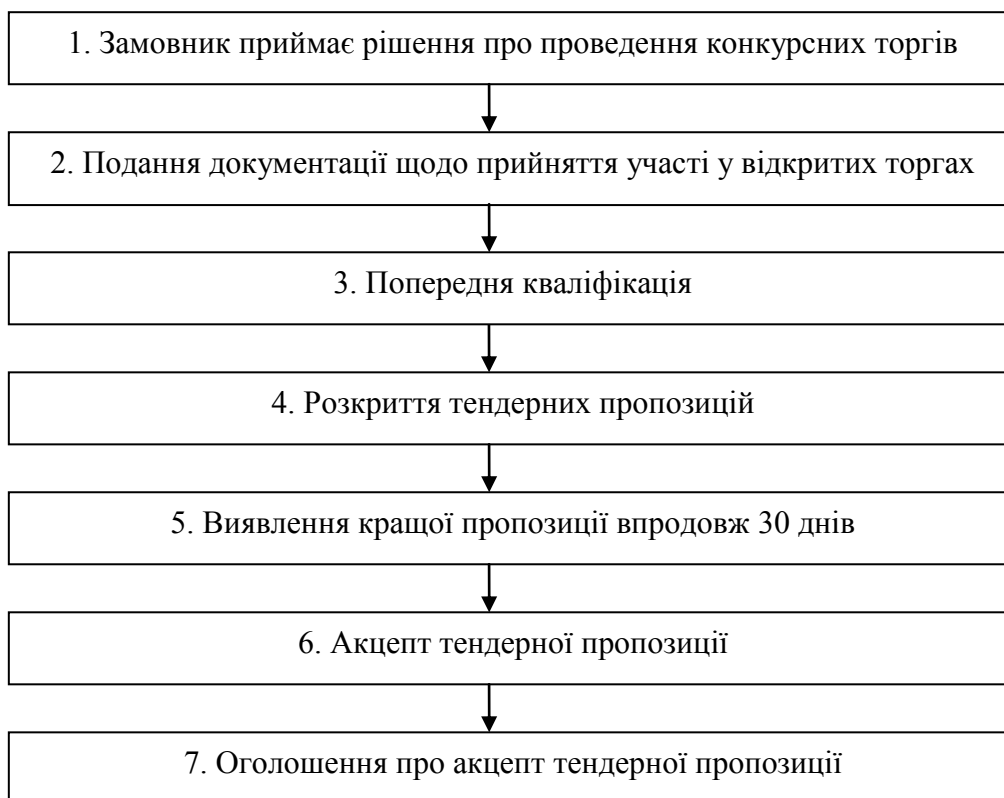 1. Замовник приймає рішення про проведення конкурсних торгів
2. Подання документації щодо прийняття участі у відкритих торгах
3. Попередня кваліфікація
4. Розкриття тендерних пропозицій
5. Виявлення кращої пропозиції впродовж 30 днів
6. Акцепт тендерної пропозиції
7. Оголошення про акцепт тендерної пропозиції